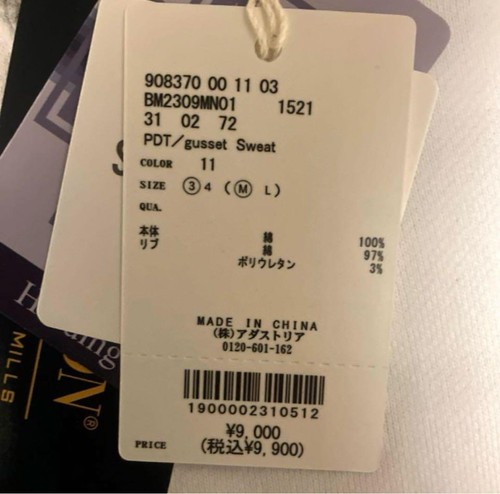 908370 00 11 03
BM2309MN01 1521
31 02 72
PDT/gusset Sweat
COLOR 11
SIZE ③ 4 ( Ⓜ L )
QUA.
本体 綿 100%
リブ 綿 97%
ポリウレタン 3%
MADE IN CHINA
(株)アダストリア
0120-601-162
1900002310512
¥9,000
PRICE (税込¥9,900)
ON®
MILLS